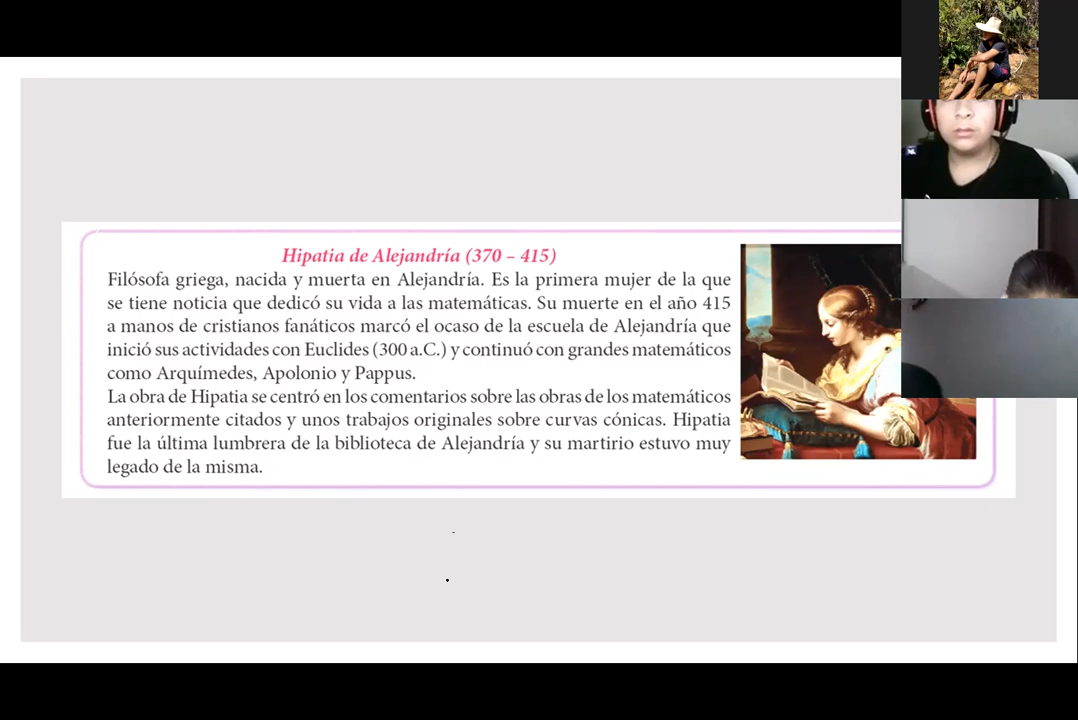 Hipatia de Alejandría (370 – 415)
Filósofa griega, nacida y muerta en Alejandría. Es la primera mujer de la que
se tiene noticia que dedicó su vida a las matemáticas. Su muerte en el año 415
a manos de cristianos fanáticos marcó el ocaso de la escuela de Alejandría que
inició sus actividades con Euclides (300 a.C.) y continuó con grandes matemáticos
como Arquímedes, Apolonio y Pappus.
La obra de Hipatia se centró en los comentarios sobre las obras de los matemáticos
anteriormente citados y unos trabajos originales sobre curvas cónicas. Hipatia
fue la última lumbrera de la biblioteca de Alejandría y su martirio estuvo muy
legado de la misma.